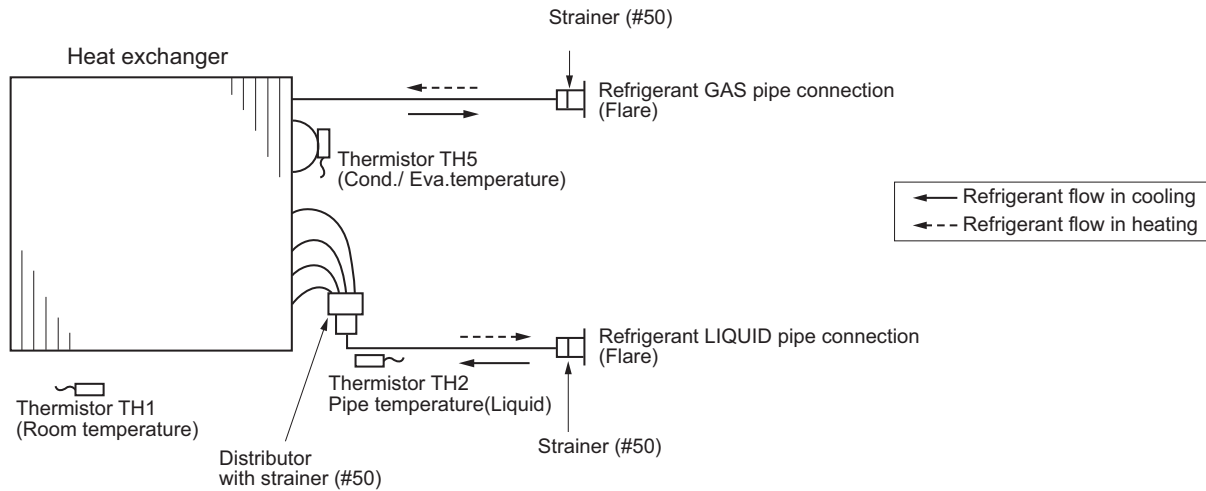 Strainer (#50)
Heat exchanger
Refrigerant GAS pipe connection
(Flare)
Thermistor TH5
(Cond./ Eva.temperature)
Refrigerant flow in cooling
Refrigerant flow in heating
Refrigerant LIQUID pipe connection
(Flare)
Thermistor TH2
Pipe temperature(Liquid)
Thermistor TH1
(Room temperature)
Distributor
with strainer (#50)
Strainer (#50)